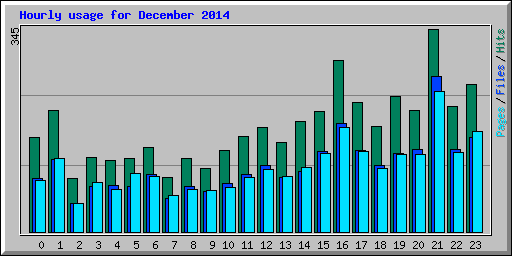 Hourly usage for December 2014
345
Pages/Files/Hits
0 1 2 3 4 5 6 7 8 9 10 11 12 13 14 15 16 17 18 19 20 21 22 23